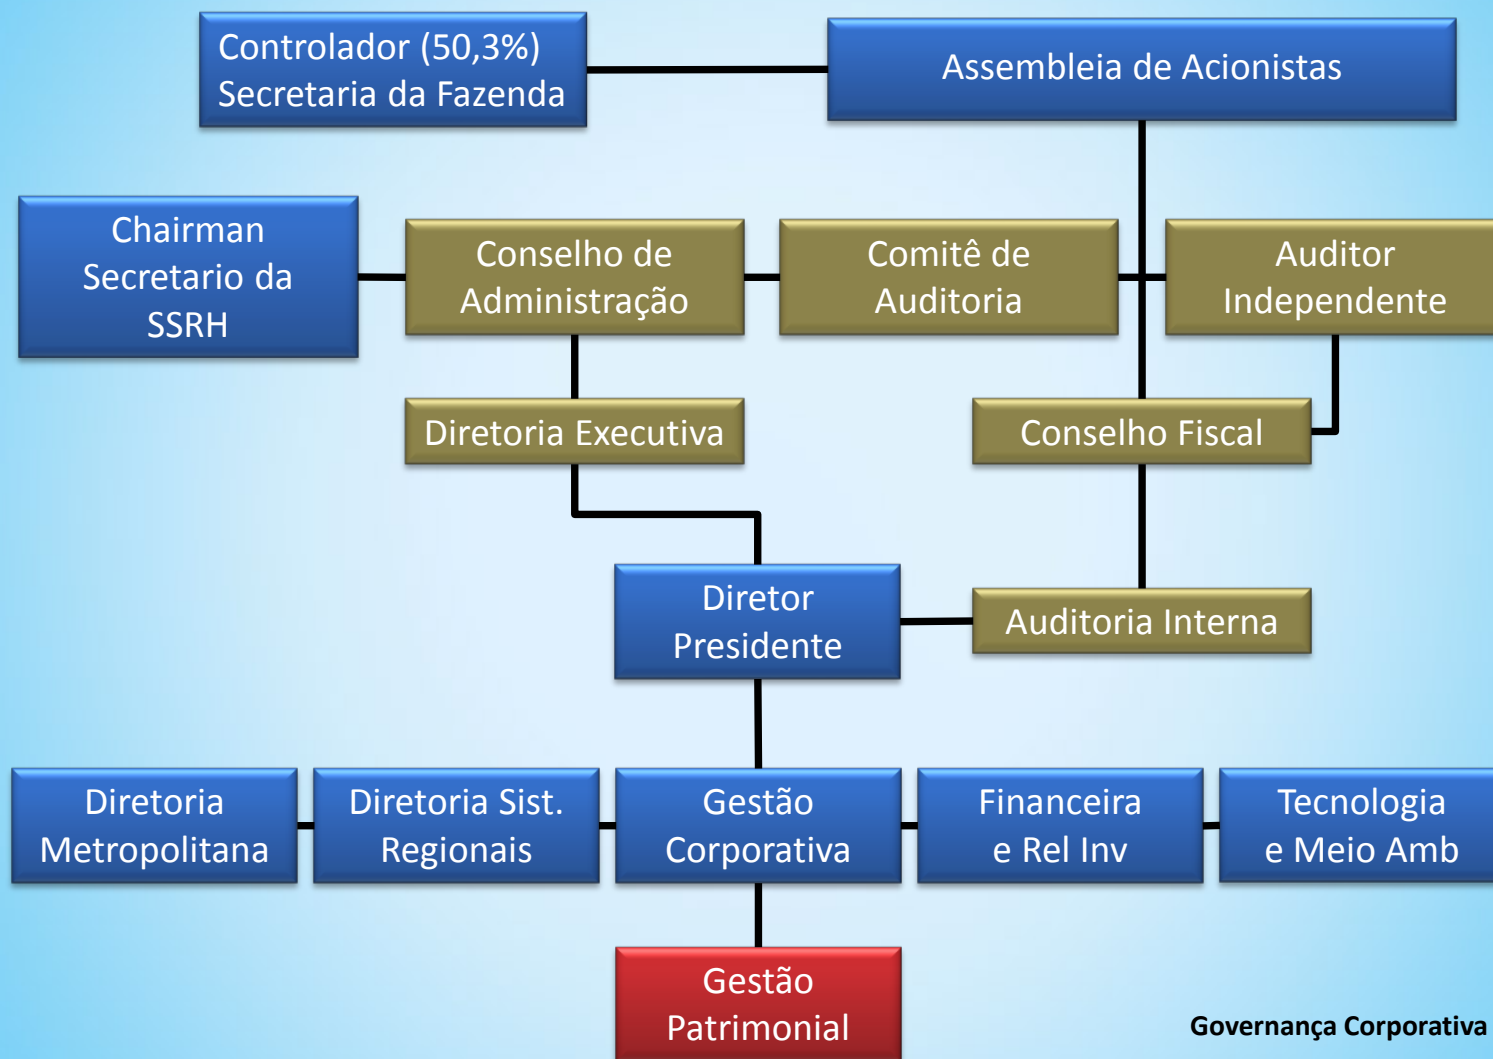 Controlador (50,3%)
Secretaria da Fazenda
Assembleia de Acionistas
Chairman
Secretario da
SSRH
Conselho de
Administração
Comitê de
Auditoria
Auditor
Independente
Diretoria Executiva
Conselho Fiscal
Diretor
Presidente
Auditoria Interna
Diretoria
Metropolitana
Diretoria Sist.
Regionais
Gestão
Corporativa
Financeira
e Rel Inv
Tecnologia
e Meio Amb
Gestão
Patrimonial
Governança Corporativa